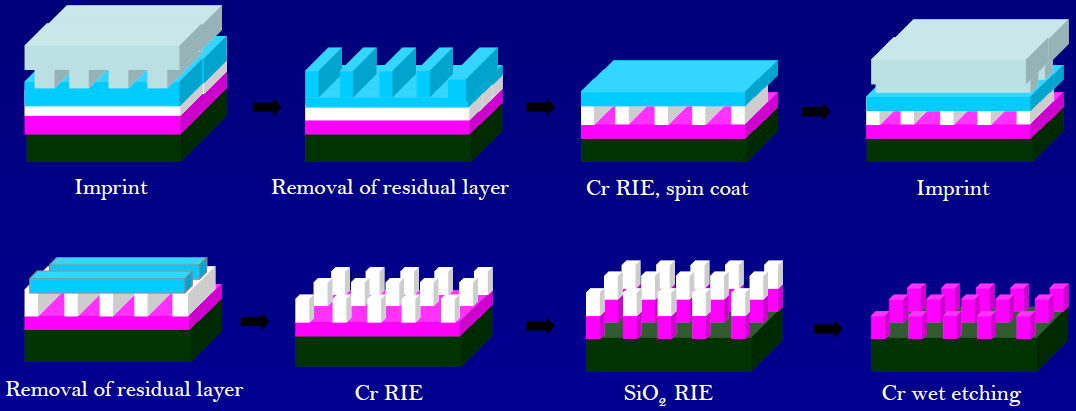 Imprint
Removal of residual layer
Cr RIE, spin coat
Imprint
Removal of residual layer
Cr RIE
SiO₂ RIE
Cr wet etching